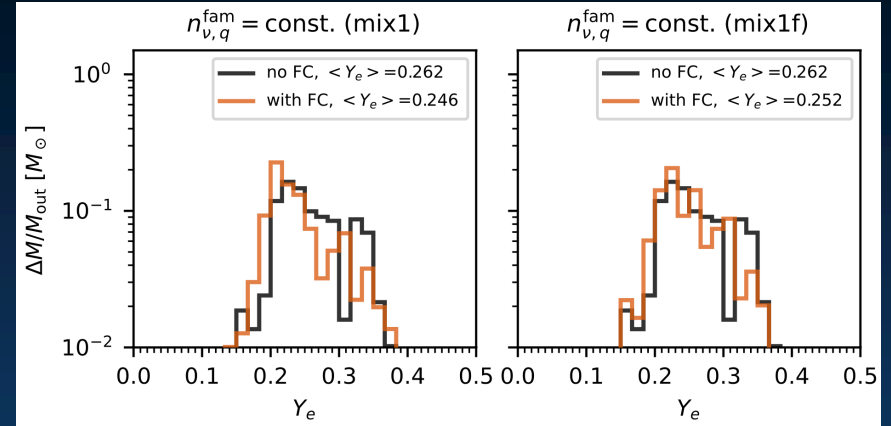 n_{ν,q}^{fam} = const. (mix1)
no FC, <Y_e>=0.262
with FC, <Y_e>=0.246
ΔM/M_out [M_⊙]
10^0
10^{-1}
10^{-2}
0.0 0.1 0.2 0.3 0.4 0.5
Y_e
n_{ν,q}^{fam} = const. (mix1f)
no FC, <Y_e>=0.262
with FC, <Y_e>=0.252
0.0 0.1 0.2 0.3 0.4 0.5
Y_e